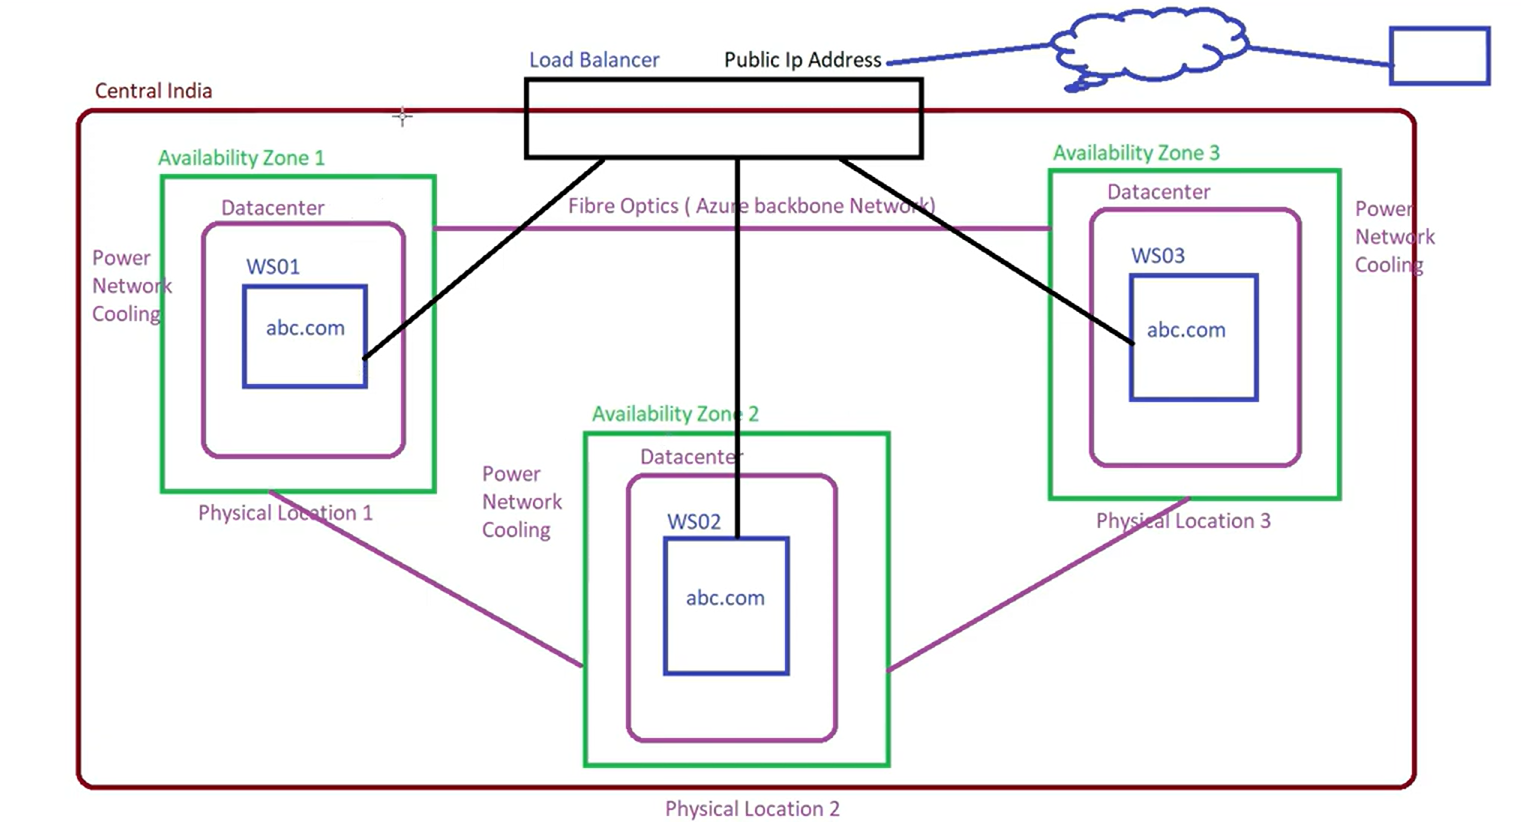 Load Balancer
Public Ip Address
Central India
Availability Zone 1
Datacenter
Power
Network
Cooling
WS01
abc.com
Physical Location 1
Fibre Optics ( Azure backbone Network)
Availability Zone 3
Datacenter
Power
Network
Cooling
WS03
abc.com
Physical Location 3
Availability Zone 2
Datacenter
Power
Network
Cooling
WS02
abc.com
Physical Location 2